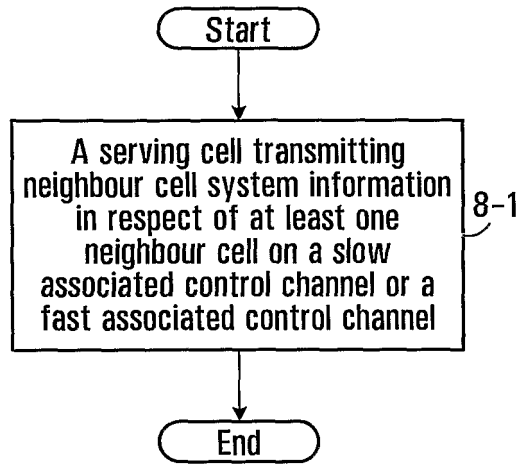 Start
A serving cell transmitting
neighbour cell system information
in respect of at least one
neighbour cell on a slow
associated control channel or a
fast associated control channel
8-1
End